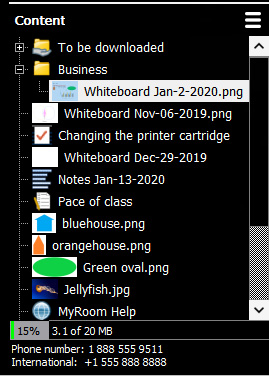 Content
To be downloaded
Business
Whiteboard Jan-2-2020.png
Whiteboard Nov-06-2019.png
Changing the printer cartridge
Whiteboard Dec-29-2019
Notes Jan-13-2020
Pace of class
bluehouse.png
orangehouse.png
Green oval.png
Jellyfish.jpg
MyRoom Help
15% 3.1 of 20 MB
Phone number: 1 888 555 9511
International: +1 555 888 8888